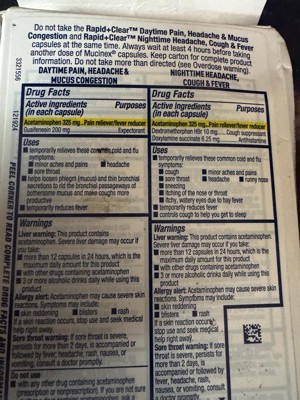 Do not take the Rapid+Clear™ Daytime Pain, Headache & Mucus
Congestion and Rapid+Clear™ Nighttime Headache, Cough & Fever
capsules at the same time. Always wait at least 4 hours before taking
another dose of Mucinex® capsules. Keep carton for complete product
information. Do not take more than directed (see Overdose warning).
DAYTIME PAIN, HEADACHE &
MUCUS CONGESTION
Drug Facts
Active ingredients Purposes
(in each capsule)
Acetaminophen 325 mg...Pain reliever/fever reducer
Guaifenesin 200 mg Expectorant
Uses
■ temporarily relieves these common cold and flu
symptoms:
■ minor aches and pains ■ headache
■ sore throat
■ helps loosen phlegm (mucus) and thin bronchial
secretions to rid the bronchial passageways of
bothersome mucus and make coughs more
productive
■ temporarily reduces fever
Warnings
Liver warning: This product contains
acetaminophen. Severe liver damage may occur if
you take:
■ more than 12 capsules in 24 hours, which is the
maximum daily amount for this product
■ with other drugs containing acetaminophen
■ 3 or more alcoholic drinks daily while using this
product
Allergy alert: Acetaminophen may cause severe skin
reactions. Symptoms may include:
■ skin reddening ■ blisters ■ rash
If a skin reaction occurs, stop use and seek medical
help right away.
Sore throat warning: If sore throat is severe,
persists for more than 2 days, is accompanied or
followed by fever, headache, rash, nausea, or
vomiting, consult a doctor promptly.
Do not use
■ with any other drug containing acetaminophen
(prescription or nonprescription). If you are not sure
NIGHTTIME HEADACHE,
COUGH & FEVER
Drug Facts
Active ingredients Purposes
(in each capsule)
Acetaminophen 325 mg...Pain reliever/fever reducer
Dextromethorphan HBr 10 mg...Cough suppressant
Doxylamine succinate 6.25 mg Antihistamine
Uses
■ temporarily relieves these common cold and flu
symptoms:
■ cough ■ minor aches and pains
■ sore throat ■ headache ■ runny nose
■ sneezing
■ itching of the nose or throat
■ itchy, watery eyes due to hay fever
■ temporarily reduces fever
■ controls cough to help you get to sleep
Warnings
Liver warning: This product contains acetaminophen.
Severe liver damage may occur if you take:
■ more than 12 capsules in 24 hours, which is the
maximum daily amount for this product
■ with other drugs containing acetaminophen
■ 3 or more alcoholic drinks daily while using this
product
Allergy alert: Acetaminophen may cause severe skin
reactions. Symptoms may include:
■ skin reddening
■ blisters ■ rash
If a skin reaction occurs,
stop use and seek medical
help right away.
Sore throat warning: If sore
throat is severe, persists for
more than 2 days, is
accompanied or followed by
fever, headache, rash,
nausea, or vomiting,
consult a doctor promptly.
3321556
PEEL CORNER TO READ COMPLETE DRUG FACTS AND